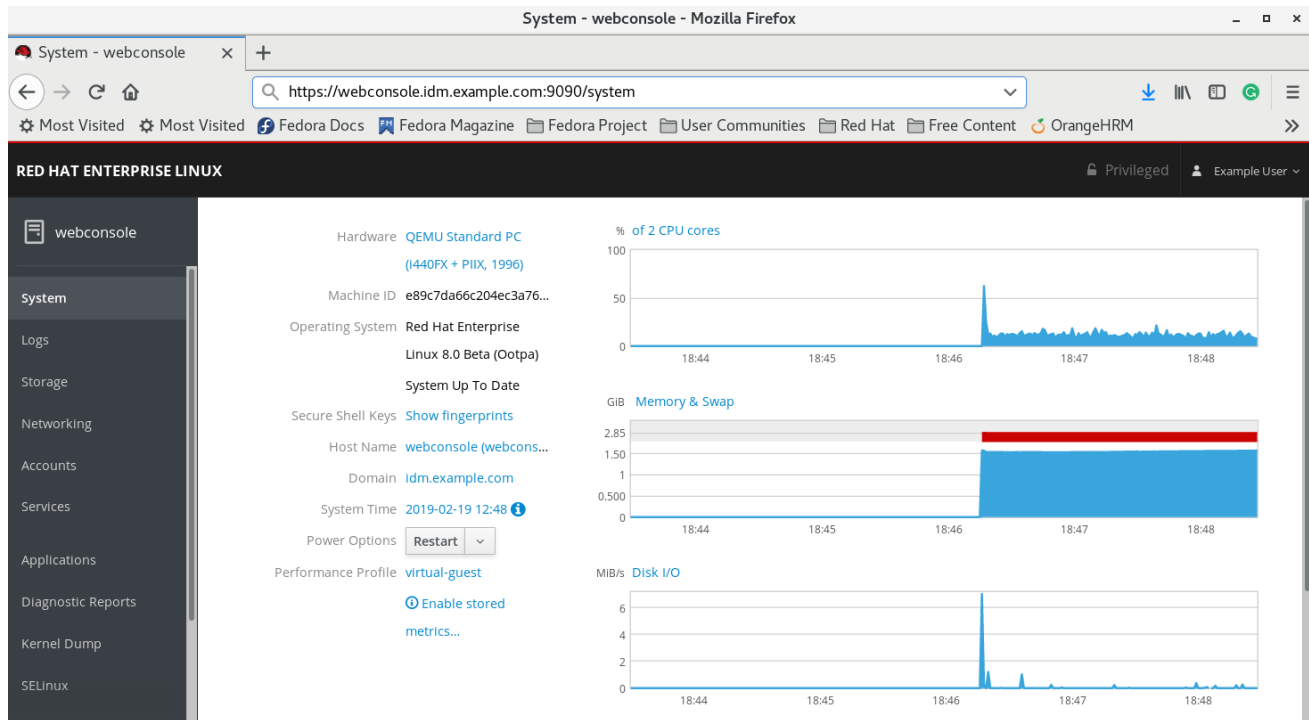 System - webconsole - Mozilla Firefox
System - webconsole
https://webconsole.idm.example.com:9090/system
Most Visited Most Visited Fedora Docs Fedora Magazine Fedora Project User Communities Red Hat Free Content OrangeHRM
RED HAT ENTERPRISE LINUX
Privileged
Example User
webconsole
System
Logs
Storage
Networking
Accounts
Services
Applications
Diagnostic Reports
Kernel Dump
SELinux
Hardware QEMU Standard PC
(i440FX + PIIX, 1996)
Machine ID e89c7da66c204ec3a76...
Operating System Red Hat Enterprise
Linux 8.0 Beta (Ootpa)
System Up To Date
Secure Shell Keys Show fingerprints
Host Name webconsole (webcons...
Domain idm.example.com
System Time 2019-02-19 12:48
Power Options Restart
Performance Profile virtual-guest
Enable stored
metrics...
% of 2 CPU cores
100
50
0
18:44 18:45 18:46 18:47 18:48
GiB Memory & Swap
2.85
1.50
1
0.500
0
18:44 18:45 18:46 18:47 18:48
MiB/s Disk I/O
6
4
2
0
18:44 18:45 18:46 18:47 18:48